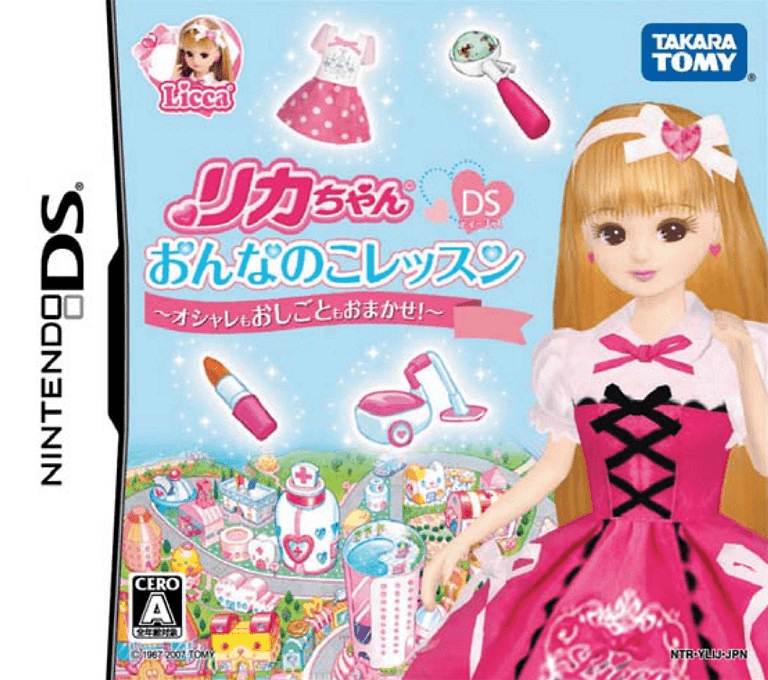 NINTENDO DS®
Licca®
TAKARA
TOMY®
リカちゃん®
DS
ディーエス
おんなのこレッスン
～オシャレもおしごともおまかせ!～
CERO
A
全年齢対象
© 1967 2007 TOMY
NTR-YLIJ-JPN